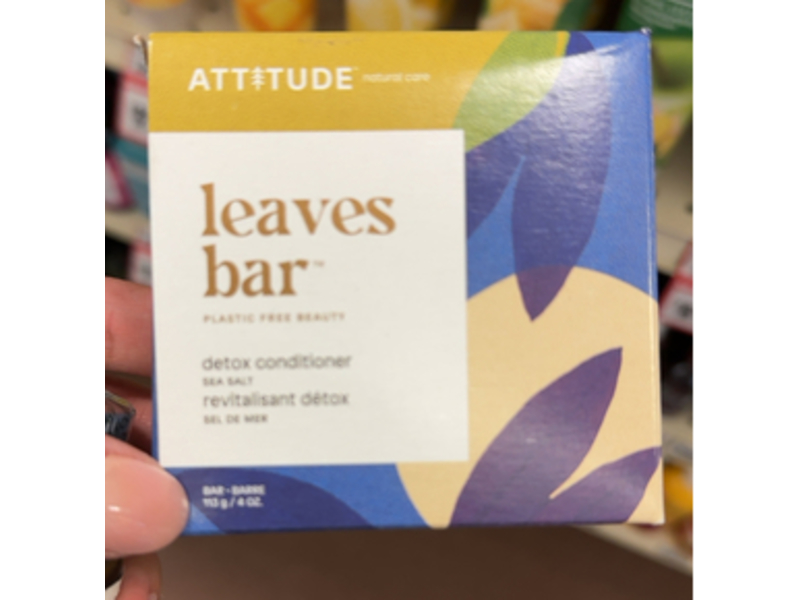 ATTITUDE™ natural care
leaves
bar™
PLASTIC FREE BEAUTY
detox conditioner
SEA SALT
revitalisant détox
SEL DE MER
BAR - BARRE
113 g / 4 OZ.